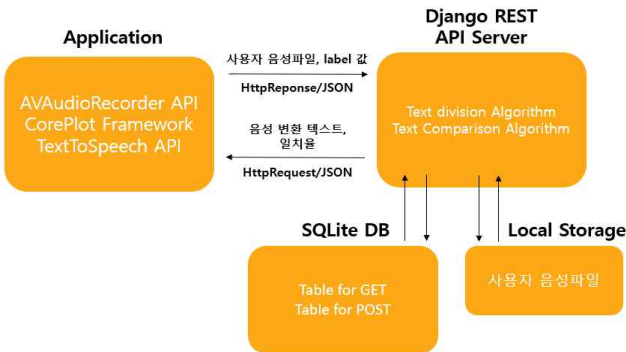 Application
AVAudioRecorder API
CorePlot Framework
TextToSpeech API
사용자 음성파일, label 값
HttpReponse/JSON
음성 변환 텍스트,
일치율
HttpRequest/JSON
Django REST
API Server
Text division Algorithm
Text Comparison Algorithm
SQLite DB
Table for GET
Table for POST
Local Storage
사용자 음성파일